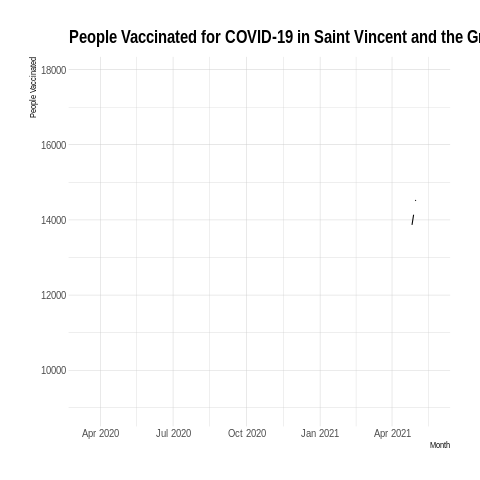 People Vaccinated for COVID-19 in Saint Vincent and the Gr
People Vaccinated
18000
16000
14000
12000
10000
Apr 2020 Jul 2020 Oct 2020 Jan 2021 Apr 2021
Month